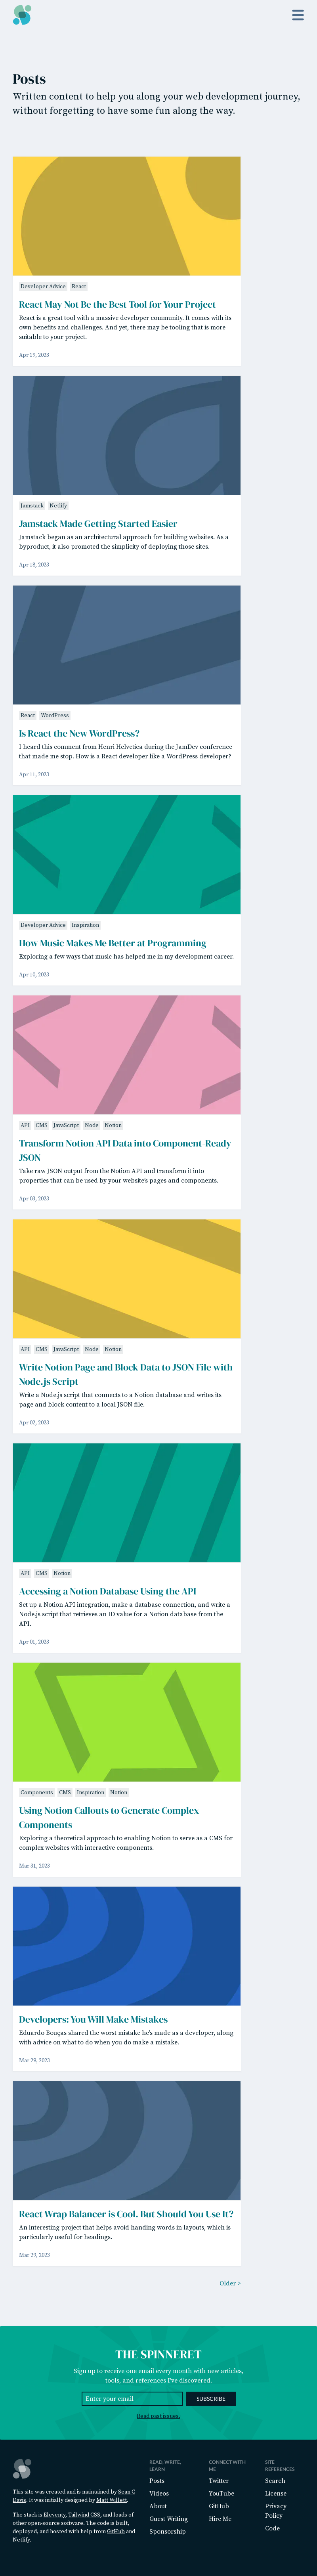 Posts
Written content to help you along your web development journey,
without forgetting to have some fun along the way.
Developer Advice React
React May Not Be the Best Tool for Your Project
React is a great tool with a massive developer community. It comes with its
own benefits and challenges. And yet, there may be tooling that is more
suitable to your project.
Apr 19, 2023
Jamstack Netlify
Jamstack Made Getting Started Easier
Jamstack began as an architectural approach for building websites. As a
byproduct, it also promoted the simplicity of deploying those sites.
Apr 18, 2023
React WordPress
Is React the New WordPress?
I heard this comment from Henri Helvetica during the JamDev conference
that made me stop. How is a React developer like a WordPress developer?
Apr 11, 2023
Developer Advice Inspiration
How Music Makes Me Better at Programming
Exploring a few ways that music has helped me in my development career.
Apr 10, 2023
API CMS JavaScript Node Notion
Transform Notion API Data into Component-Ready
JSON
Take raw JSON output from the Notion API and transform it into
properties that can be used by your website's pages and components.
Apr 03, 2023
API CMS JavaScript Node Notion
Write Notion Page and Block Data to JSON File with
Node.js Script
Write a Node.js script that connects to a Notion database and writes its
page and block content to a local JSON file.
Apr 02, 2023
API CMS Notion
Accessing a Notion Database Using the API
Set up a Notion API integration, make a database connection, and write a
Node.js script that retrieves an ID value for a Notion database from the
API.
Apr 01, 2023
Components CMS Inspiration Notion
Using Notion Callouts to Generate Complex
Components
Exploring a theoretical approach to enabling Notion to serve as a CMS for
complex websites with interactive components.
Mar 31, 2023
Developers: You Will Make Mistakes
Eduardo Bouças shared the worst mistake he's made as a developer, along
with advice on what to do when you do make a mistake.
Mar 29, 2023
React Wrap Balancer is Cool. But Should You Use It?
An interesting project that helps avoid handing words in layouts, which is
particularly useful for headings.
Mar 29, 2023
Older >
THE SPINNERET
Sign up to receive one email every month with new articles,
tools, and references I've discovered.
Enter your email
SUBSCRIBE
Read past issues.
This site was created and is maintained by Sean C
Davis. It was initially designed by Matt Willett.
The stack is Eleventy, Tailwind CSS, and loads of
other open-source software. The code is built,
deployed, and hosted with help from GitHub and
Netlify.
READ, WRITE,
LEARN
Posts
Videos
About
Guest Writing
Sponsorship
CONNECT WITH
ME
Twitter
YouTube
GitHub
Hire Me
SITE
REFERENCES
Search
License
Privacy
Policy
Code